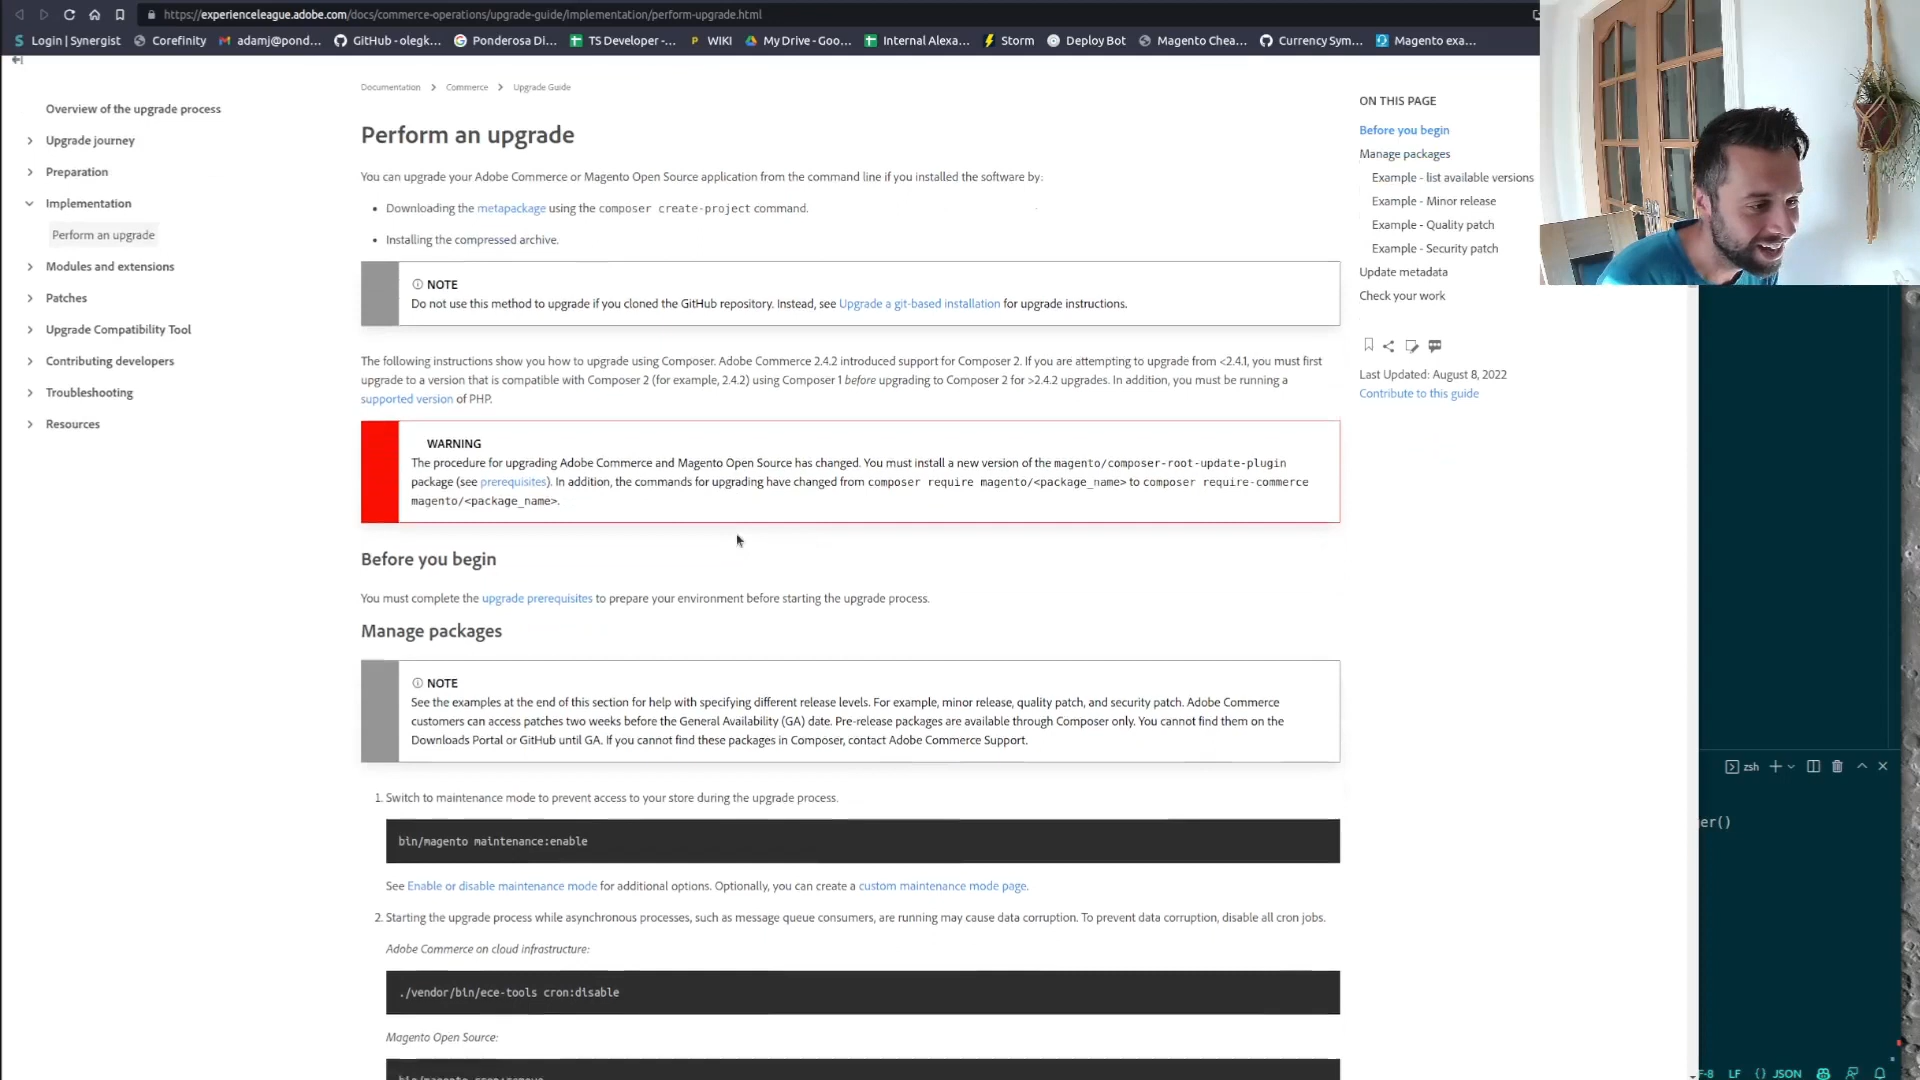 https://experienceleague.adobe.com/docs/commerce-operations/upgrade-guide/implementation/perform-upgrade.html
Login | Synergist
Corefinity
adamj@pond...
GitHub - olegk...
Ponderosa Di...
TS Developer -...
WIKI
My Drive - Goo...
Internal Alexa...
Storm
Deploy Bot
Magento Chea...
Currency Sym...
Magento exa...
Overview of the upgrade process
Upgrade journey
Preparation
Implementation
Perform an upgrade
Modules and extensions
Patches
Upgrade Compatibility Tool
Contributing developers
Troubleshooting
Resources
Documentation > Commerce > Upgrade Guide
Perform an upgrade
You can upgrade your Adobe Commerce or Magento Open Source application from the command line if you installed the software by:
• Downloading the metapackage using the composer create-project command.
• Installing the compressed archive.
NOTE
Do not use this method to upgrade if you cloned the GitHub repository. Instead, see Upgrade a git-based installation for upgrade instructions.
The following instructions show you how to upgrade using Composer. Adobe Commerce 2.4.2 introduced support for Composer 2. If you are attempting to upgrade from <2.4.1, you must first
upgrade to a version that is compatible with Composer 2 (for example, 2.4.2) using Composer 1 before upgrading to Composer 2 for >2.4.2 upgrades. In addition, you must be running a
supported version of PHP.
WARNING
The procedure for upgrading Adobe Commerce and Magento Open Source has changed. You must install a new version of the magento/composer-root-update-plugin
package (see prerequisites). In addition, the commands for upgrading have changed from composer require magento/<package_name> to composer require-commerce
magento/<package_name>.
Before you begin
You must complete the upgrade prerequisites to prepare your environment before starting the upgrade process.
Manage packages
NOTE
See the examples at the end of this section for help with specifying different release levels. For example, minor release, quality patch, and security patch. Adobe Commerce
customers can access patches two weeks before the General Availability (GA) date. Pre-release packages are available through Composer only. You cannot find them on the
Downloads Portal or GitHub until GA. If you cannot find these packages in Composer, contact Adobe Commerce Support.
1. Switch to maintenance mode to prevent access to your store during the upgrade process.
bin/magento maintenance:enable
See Enable or disable maintenance mode for additional options. Optionally, you can create a custom maintenance mode page.
2. Starting the upgrade process while asynchronous processes, such as message queue consumers, are running may cause data corruption. To prevent data corruption, disable all cron jobs.
Adobe Commerce on cloud infrastructure:
./vendor/bin/ece-tools cron:disable
Magento Open Source:
bin/magento cron:remove
ON THIS PAGE
Before you begin
Manage packages
Example - list available versions
Example - Minor release
Example - Quality patch
Example - Security patch
Update metadata
Check your work
Last Updated: August 8, 2022
Contribute to this guide
zsh
er()
F-8 LF {} JSON